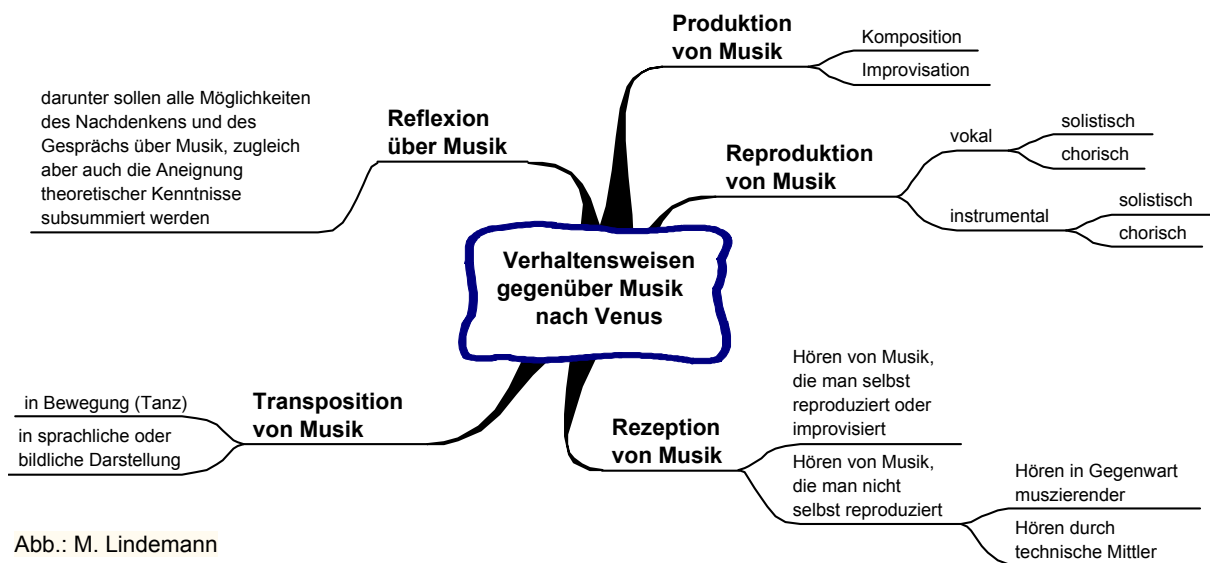 Produktion
von Musik
Komposition
Improvisation
Reproduktion
von Musik
vokal
solistisch
chorisch
instrumental
solistisch
chorisch
darunter sollen alle Möglichkeiten
des Nachdenkens und des
Gesprächs über Musik, zugleich
aber auch die Aneignung
theoretischer Kenntnisse
subsummiert werden
Reflexion
über Musik
Verhaltensweisen
gegenüber Musik
nach Venus
in Bewegung (Tanz)
in sprachliche oder
bildliche Darstellung
Transposition
von Musik
Rezeption
von Musik
Hören von Musik,
die man selbst
reproduziert oder
improvisiert
Hören von Musik,
die man nicht
selbst reproduziert
Hören in Gegenwart
muszierender
Hören durch
technische Mittler
Abb.: M. Lindemann